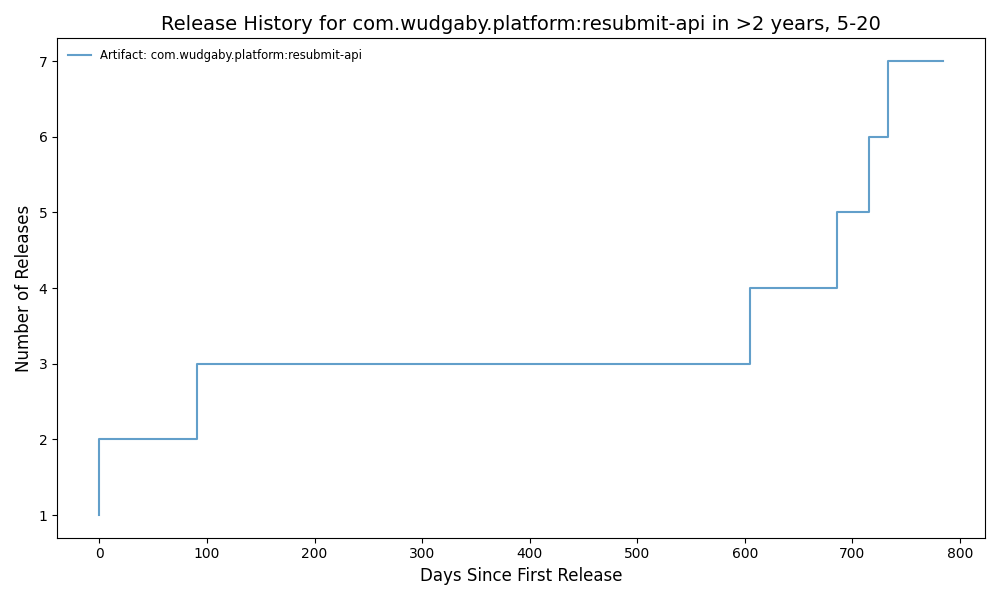 Release History for com.wudgaby.platform:resubmit-api in >2 years, 5-20
Artifact: com.wudgaby.platform:resubmit-api
Number of Releases
7
6
5
4
3
2
1
0 100 200 300 400 500 600 700 800
Days Since First Release